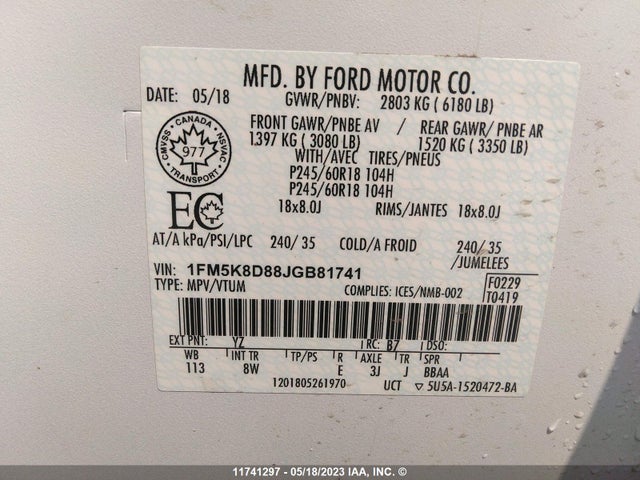 MFD. BY FORD MOTOR CO.
DATE: 05/18 GVWR/PNBV: 2803 KG ( 6180 LB)
FRONT GAWR/PNBE AV / REAR GAWR/ PNBE AR
1397 KG ( 3080 LB) 1520 KG ( 3350 LB)
WITH/AVEC TIRES/PNEUS
P245/60R18 104H
P245/60R18 104H
18x8.0J RIMS/JANTES 18x8.0J
CANADA
CMVSS NSVAC
977
TRANSPORT
EC
AT/A kPa/PSI/LPC 240/ 35 COLD/A FROID 240/ 35
/JUMELEES
VIN: 1FM5K8D88JGB81741
TYPE: MPV/VTUM COMPLIES: ICES/NMB-002
F0229
T0419
EXT PNT: YZ RC: B7 DSO:
WB INT TR TP/PS R AXLE TR SPR
113 8W E 3J J BBAA
1201805261970 UCT ▽ 5U5A-1520472-BA
11741297 - 05/18/2023 IAA, INC. ©